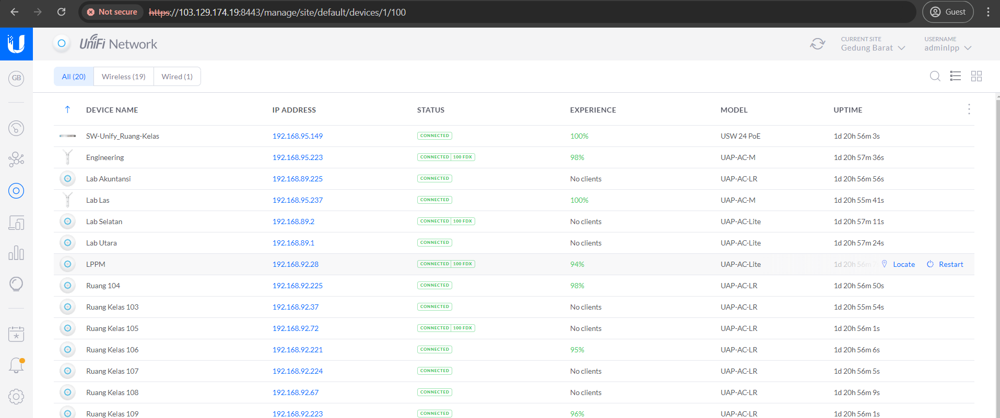 Not secure https://103.129.174.19:8443/manage/site/default/devices/1/100 Guest
UniFi Network CURRENT SITE Gedung Barat USERNAME adminlpp
GB
All (20) Wireless (19) Wired (1)
DEVICE NAME IP ADDRESS STATUS EXPERIENCE MODEL UPTIME
SW-Unify_Ruang-Kelas 192.168.95.149 CONNECTED 100% USW 24 PoE 1d 20h 56m 3s
Engineering 192.168.95.223 CONNECTED 100 FDX 98% UAP-AC-M 1d 20h 57m 36s
Lab Akuntansi 192.168.89.225 CONNECTED No clients UAP-AC-LR 1d 20h 56m 56s
Lab Las 192.168.95.237 CONNECTED 100% UAP-AC-M 1d 20h 55m 41s
Lab Selatan 192.168.89.2 CONNECTED 100 FDX No clients UAP-AC-Lite 1d 20h 57m 11s
Lab Utara 192.168.89.1 CONNECTED No clients UAP-AC-Lite 1d 20h 57m 24s
LPPM 192.168.92.28 CONNECTED 100 FDX 94% UAP-AC-Lite 1d 20h 56m Locate Restart
Ruang 104 192.168.92.225 CONNECTED 98% UAP-AC-LR 1d 20h 56m 50s
Ruang Kelas 103 192.168.92.37 CONNECTED No clients UAP-AC-LR 1d 20h 55m 54s
Ruang Kelas 105 192.168.92.72 CONNECTED 100 FDX No clients UAP-AC-LR 1d 20h 56m 1s
Ruang Kelas 106 192.168.92.221 CONNECTED 95% UAP-AC-LR 1d 20h 56m 6s
Ruang Kelas 107 192.168.92.224 CONNECTED No clients UAP-AC-LR 1d 20h 56m 5s
Ruang Kelas 108 192.168.92.67 CONNECTED No clients UAP-AC-LR 1d 20h 56m 9s
Ruang Kelas 109 192.168.92.223 CONNECTED 96% UAP-AC-LR 1d 20h 56m 1s